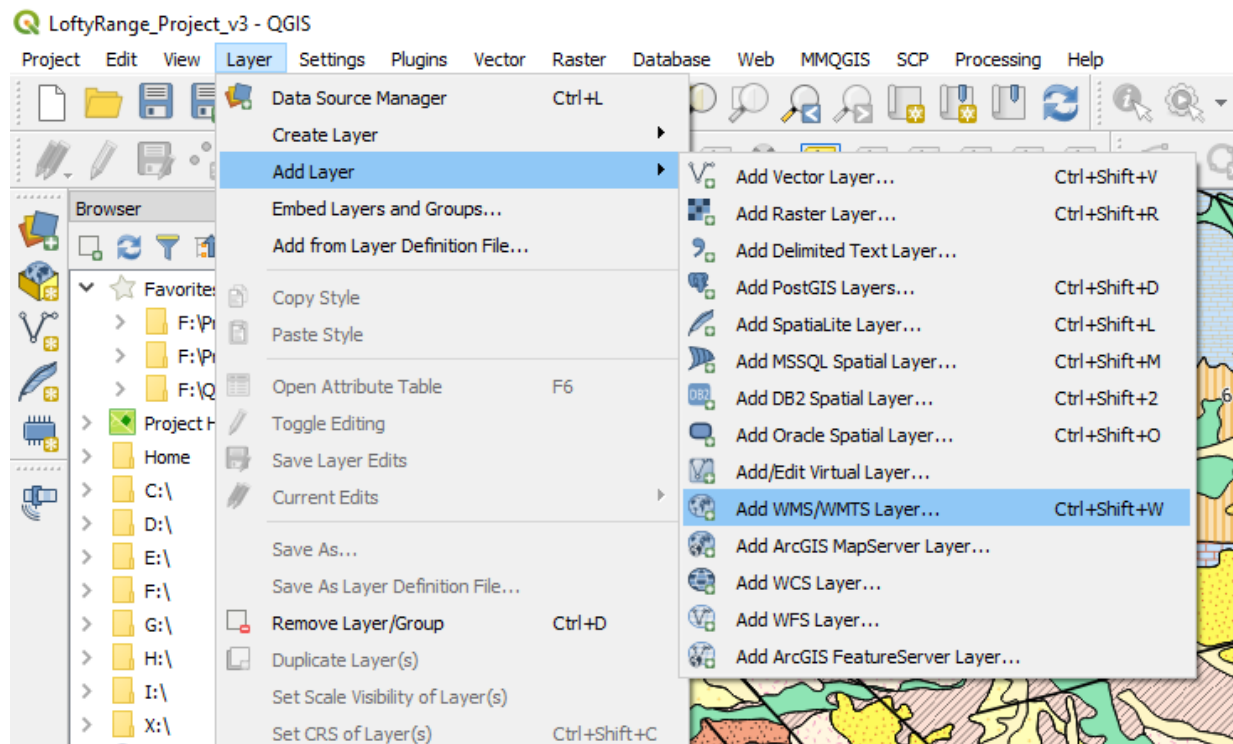 LoftyRange_Project_v3 - QGIS
Project Edit View Layer Settings Plugins Vector Raster Database Web MMQGIS SCP Processing Help
Data Source Manager Ctrl+L
Create Layer
Add Layer
Embed Layers and Groups...
Add from Layer Definition File...
Copy Style
Paste Style
Open Attribute Table F6
Toggle Editing
Save Layer Edits
Current Edits
Save As...
Save As Layer Definition File...
Remove Layer/Group Ctrl+D
Duplicate Layer(s)
Set Scale Visibility of Layer(s)
Set CRS of Layer(s) Ctrl+Shift+C
Add Vector Layer... Ctrl+Shift+V
Add Raster Layer... Ctrl+Shift+R
Add Delimited Text Layer...
Add PostGIS Layers... Ctrl+Shift+D
Add SpatiaLite Layer... Ctrl+Shift+L
Add MSSQL Spatial Layer... Ctrl+Shift+M
DB2 Add DB2 Spatial Layer... Ctrl+Shift+2
Add Oracle Spatial Layer... Ctrl+Shift+O
Add/Edit Virtual Layer...
Add WMS/WMTS Layer... Ctrl+Shift+W
Add ArcGIS MapServer Layer...
Add WCS Layer...
Add WFS Layer...
Add ArcGIS FeatureServer Layer...
Browser
Favorites
F:\P
F:\P
F:\Q
Project H
Home
C:\
D:\
E:\
F:\
G:\
H:\
I:\
X:\
6